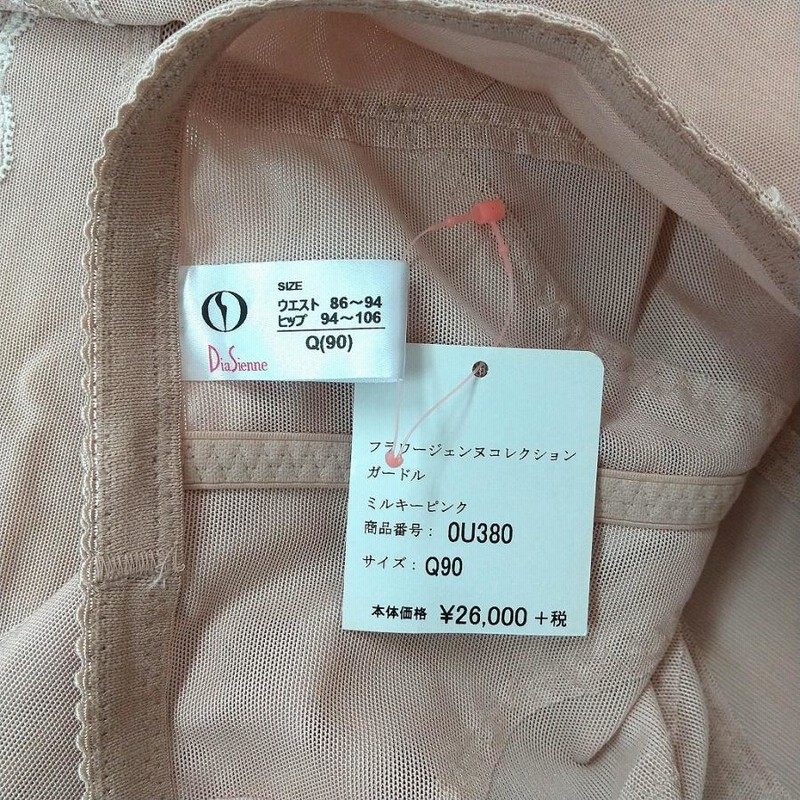 SIZE
ウエスト 86～94
ヒップ 94～106
Q(90)
DiaSienne
フラワージェンヌコレクション
ガードル
ミルキーピンク
商品番号： 0U380
サイズ： Q90
本体価格 ¥26,000 +税